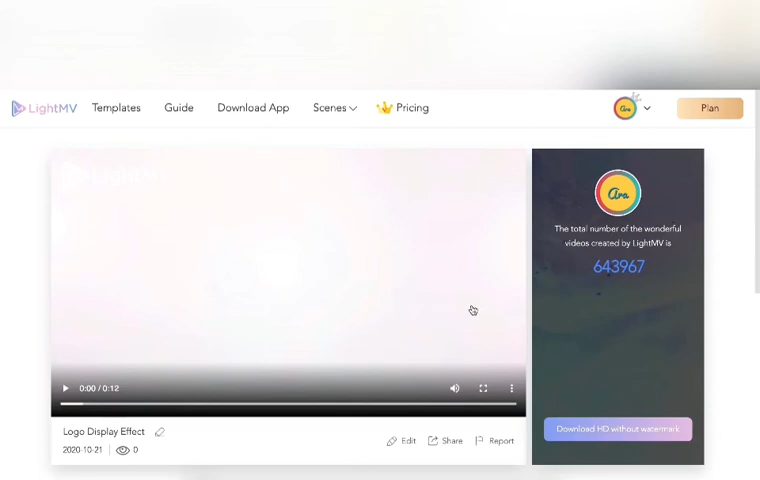 LightMV
Templates
Guide
Download App
Scenes
Pricing
Ara
Plan
LightMV
Ara
The total number of the wonderful
videos created by LightMV is
643967
0:00 / 0:12
Download HD without watermark
Logo Display Effect
2020-10-21
0
Edit
Share
Report